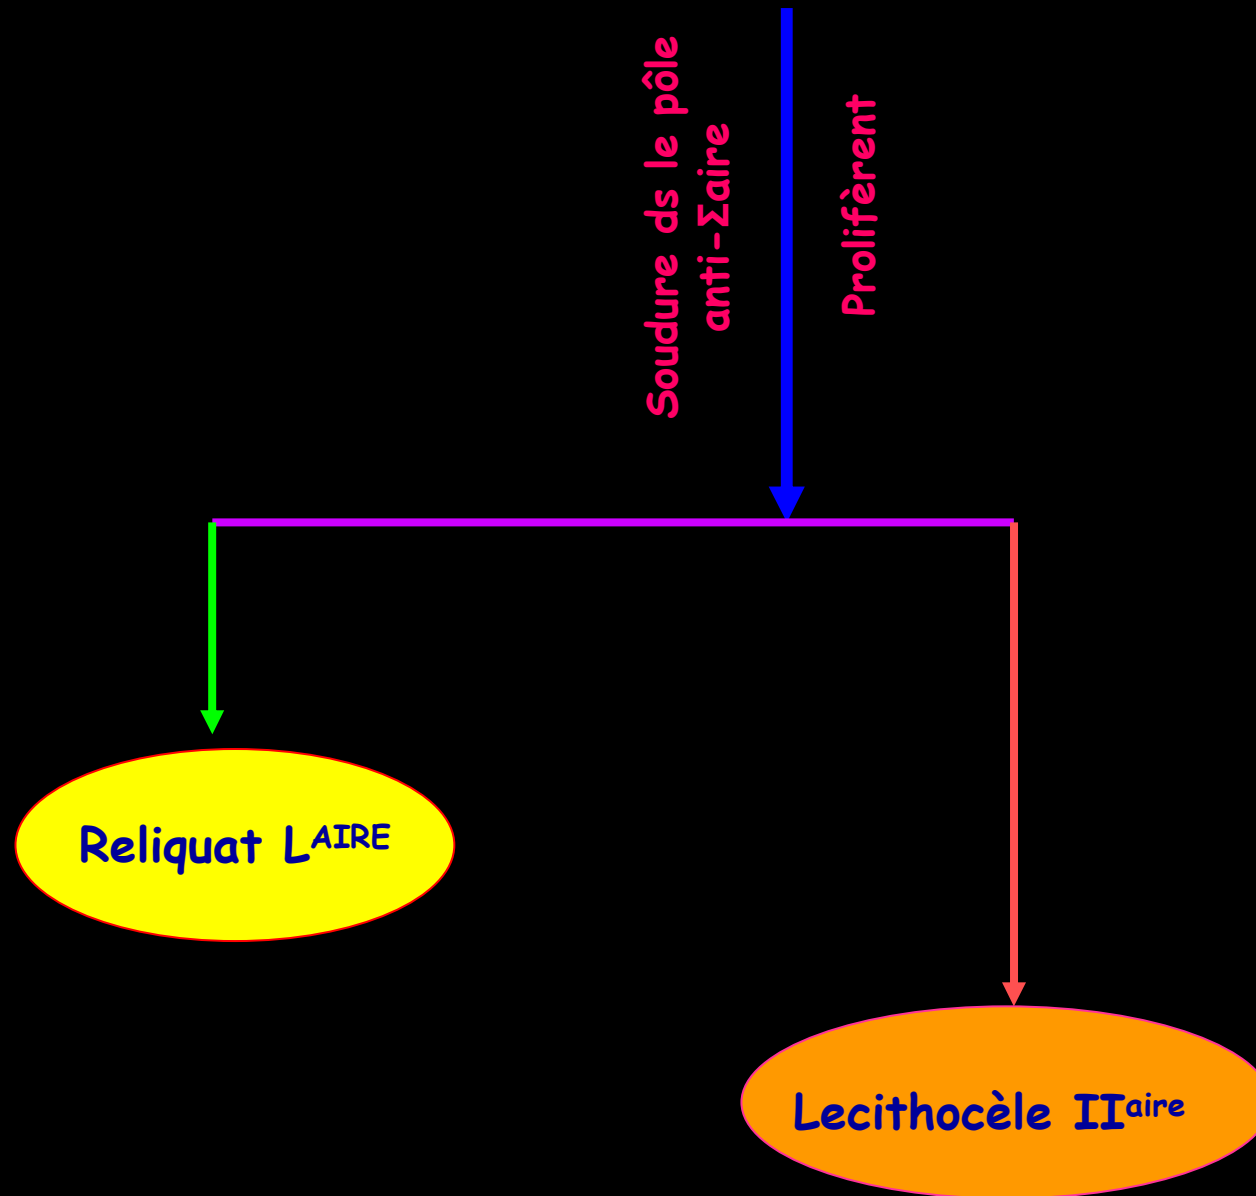 Soudure ds le pôle
anti-Σaire
Prolifèrent
Reliquat Lᴬᴵᴿᴱ
Lecithocèle IIᵃⁱʳᵉ